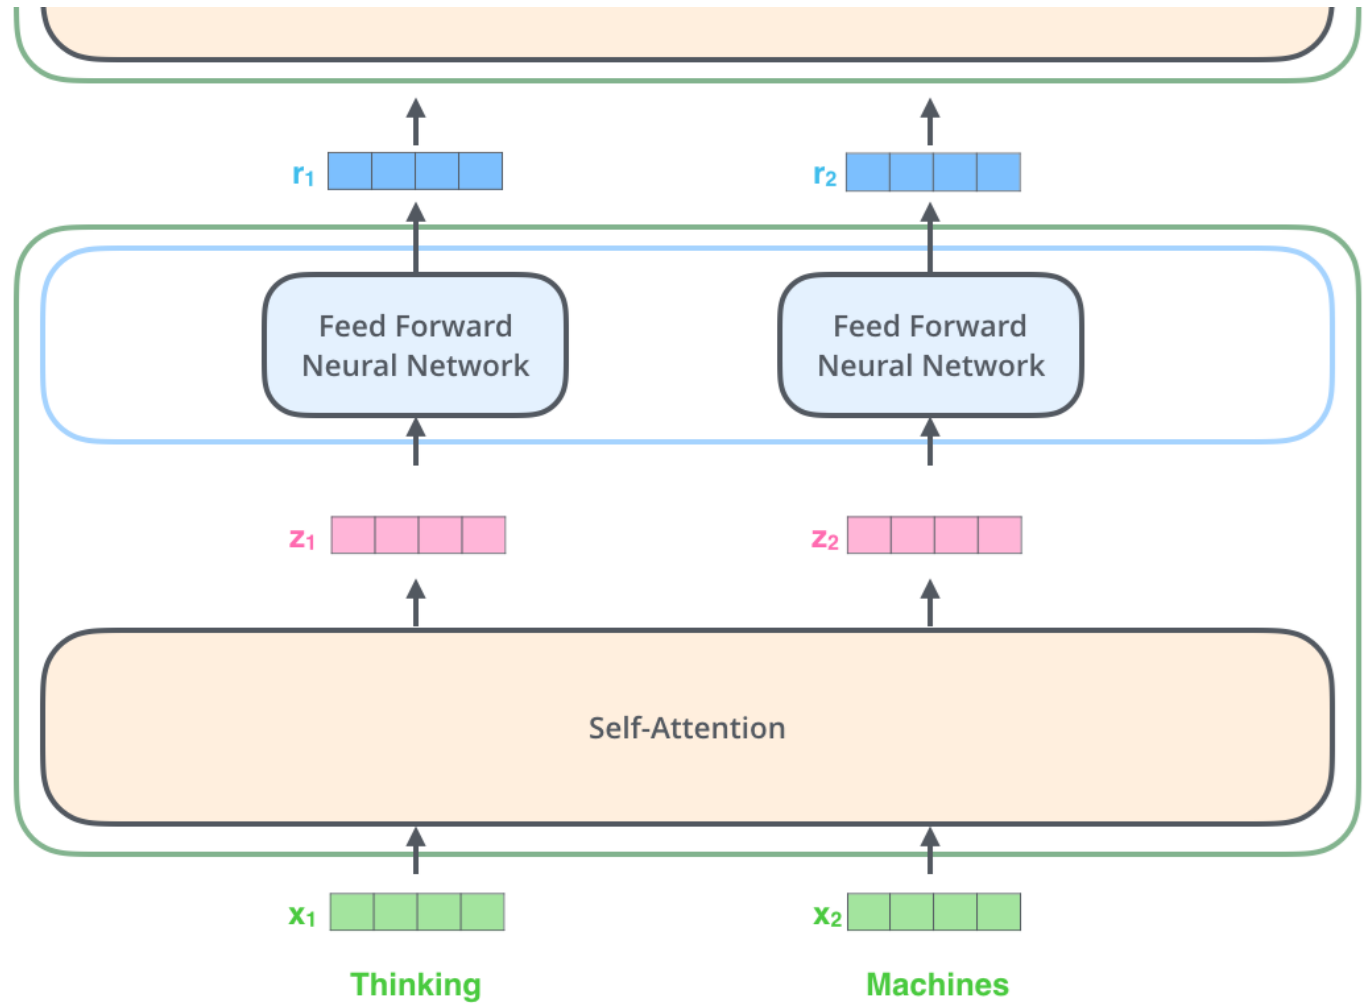 r1
r2
Feed Forward
Neural Network
Feed Forward
Neural Network
z1
z2
Self-Attention
x1
x2
Thinking
Machines